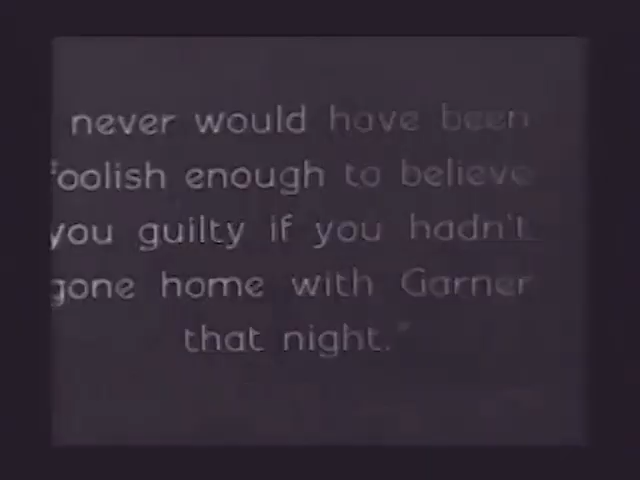 never would have been
foolish enough to believe
you guilty if you hadn't
gone home with Garner
that night."